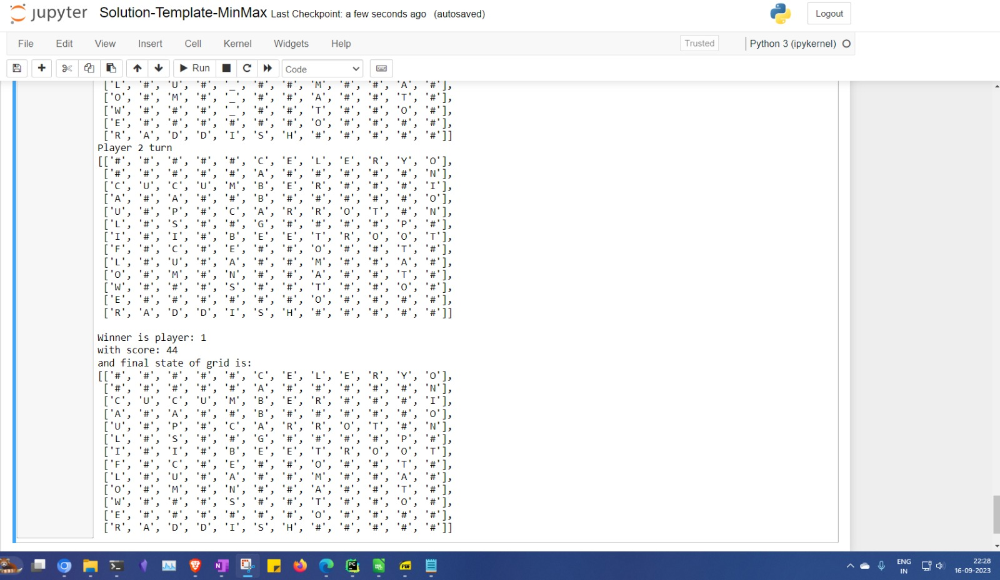 jupyter Solution-Template-MinMax Last Checkpoint: a few seconds ago (autosaved) Logout
File Edit View Insert Cell Kernel Widgets Help Trusted Python 3 (ipykernel)
Run Code
['L', '#', 'U', '#', '_', '#', '#', 'M', '#', '#', 'A', '#'],
['O', '#', 'M', '#', '_', '#', '#', 'A', '#', '#', 'T', '#'],
['W', '#', '#', '#', '_', '#', '#', 'T', '#', '#', 'O', '#'],
['E', '#', '#', '#', '#', '#', '#', 'O', '#', '#', '#', '#'],
['R', 'A', 'D', 'D', 'I', 'S', 'H', '#', '#', '#', '#', '#']]
Player 2 turn
[['#', '#', '#', '#', '#', 'C', 'E', 'L', 'E', 'R', 'Y', 'O'],
['#', '#', '#', '#', '#', 'A', '#', '#', '#', '#', '#', 'N'],
['C', 'U', 'C', 'U', 'M', 'B', 'E', 'R', '#', '#', '#', 'I'],
['A', '#', 'A', '#', '#', 'B', '#', '#', '#', '#', '#', 'O'],
['U', '#', 'P', '#', 'C', 'A', 'R', 'R', 'O', 'T', '#', 'N'],
['L', '#', 'S', '#', '#', 'G', '#', '#', '#', '#', 'P', '#'],
['I', '#', 'I', '#', 'B', 'E', 'E', 'T', 'R', 'O', 'O', 'T'],
['F', '#', 'C', '#', 'E', '#', '#', 'O', '#', '#', 'T', '#'],
['L', '#', 'U', '#', 'A', '#', '#', 'M', '#', '#', 'A', '#'],
['O', '#', 'M', '#', 'N', '#', '#', 'A', '#', '#', 'T', '#'],
['W', '#', '#', '#', 'S', '#', '#', 'T', '#', '#', 'O', '#'],
['E', '#', '#', '#', '#', '#', '#', 'O', '#', '#', '#', '#'],
['R', 'A', 'D', 'D', 'I', 'S', 'H', '#', '#', '#', '#', '#']]
Winner is player: 1
with score: 44
and final state of grid is:
[['#', '#', '#', '#', '#', 'C', 'E', 'L', 'E', 'R', 'Y', 'O'],
['#', '#', '#', '#', '#', 'A', '#', '#', '#', '#', '#', 'N'],
['C', 'U', 'C', 'U', 'M', 'B', 'E', 'R', '#', '#', '#', 'I'],
['A', '#', 'A', '#', '#', 'B', '#', '#', '#', '#', '#', 'O'],
['U', '#', 'P', '#', 'C', 'A', 'R', 'R', 'O', 'T', '#', 'N'],
['L', '#', 'S', '#', '#', 'G', '#', '#', '#', '#', 'P', '#'],
['I', '#', 'I', '#', 'B', 'E', 'E', 'T', 'R', 'O', 'O', 'T'],
['F', '#', 'C', '#', 'E', '#', '#', 'O', '#', '#', 'T', '#'],
['L', '#', 'U', '#', 'A', '#', '#', 'M', '#', '#', 'A', '#'],
['O', '#', 'M', '#', 'N', '#', '#', 'A', '#', '#', 'T', '#'],
['W', '#', '#', '#', 'S', '#', '#', 'T', '#', '#', 'O', '#'],
['E', '#', '#', '#', '#', '#', '#', 'O', '#', '#', '#', '#'],
['R', 'A', 'D', 'D', 'I', 'S', 'H', '#', '#', '#', '#', '#']]
ENG 22:28
IN 16-09-2023